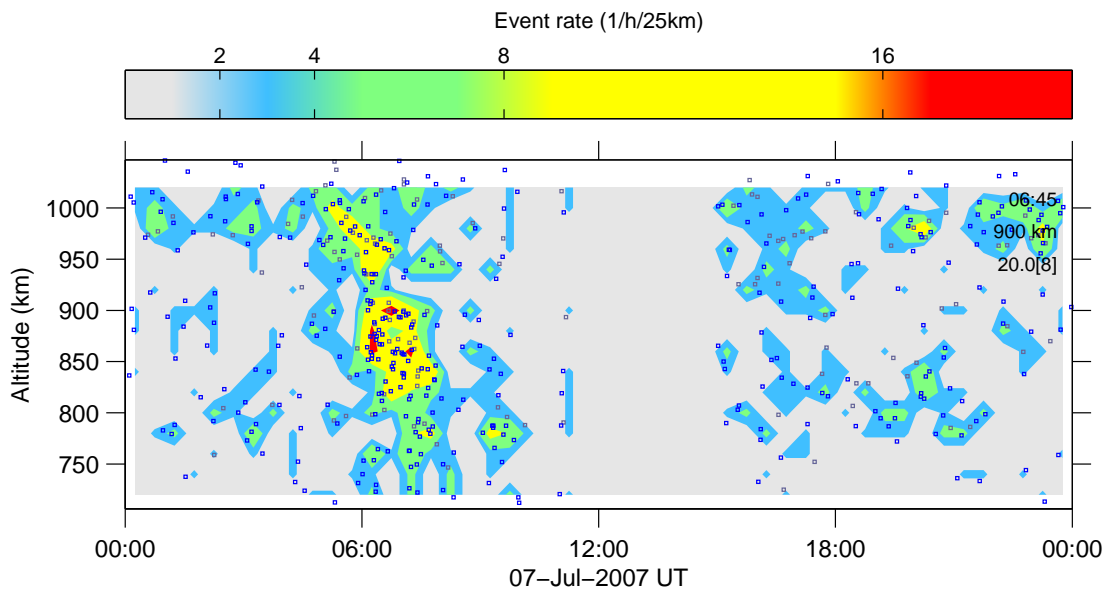 Event rate (1/h/25km)
2 4 8 16
1000
950
900
850
800
750
Altitude (km)
06:45
900 km
20.0[8]
00:00 06:00 12:00 18:00 00:00
07−Jul−2007 UT